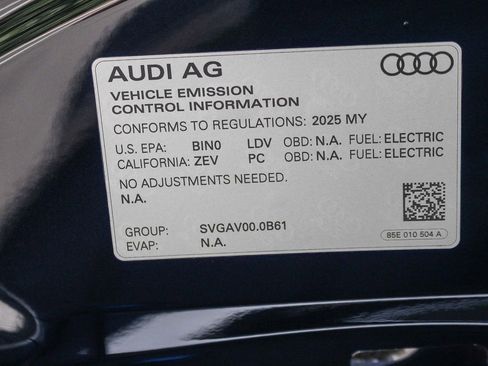 AUDI AG
VEHICLE EMISSION
CONTROL INFORMATION
CONFORMS TO REGULATIONS: 2025 MY
U.S. EPA: BIN0 LDV OBD: N.A. FUEL: ELECTRIC
CALIFORNIA: ZEV PC OBD: N.A. FUEL: ELECTRIC
NO ADJUSTMENTS NEEDED.
N.A.
GROUP: SVGAV00.0B61
EVAP: N.A.
85E 010 504 A